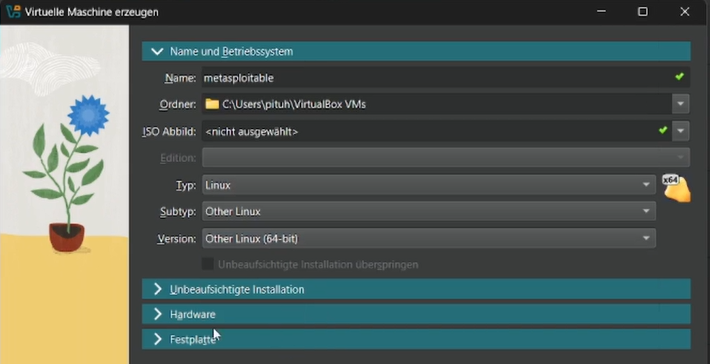 Virtuelle Maschine erzeugen
Name und Betriebssystem
Name: metasploitable
Ordner: C:\Users\pituh\VirtualBox VMs
ISO Abbild: <nicht ausgewählt>
Edition:
Typ: Linux
x64
Subtyp: Other Linux
Version: Other Linux (64-bit)
Unbeaufsichtigte Installation überspringen
Unbeaufsichtigte Installation
Hardware
Festplatte